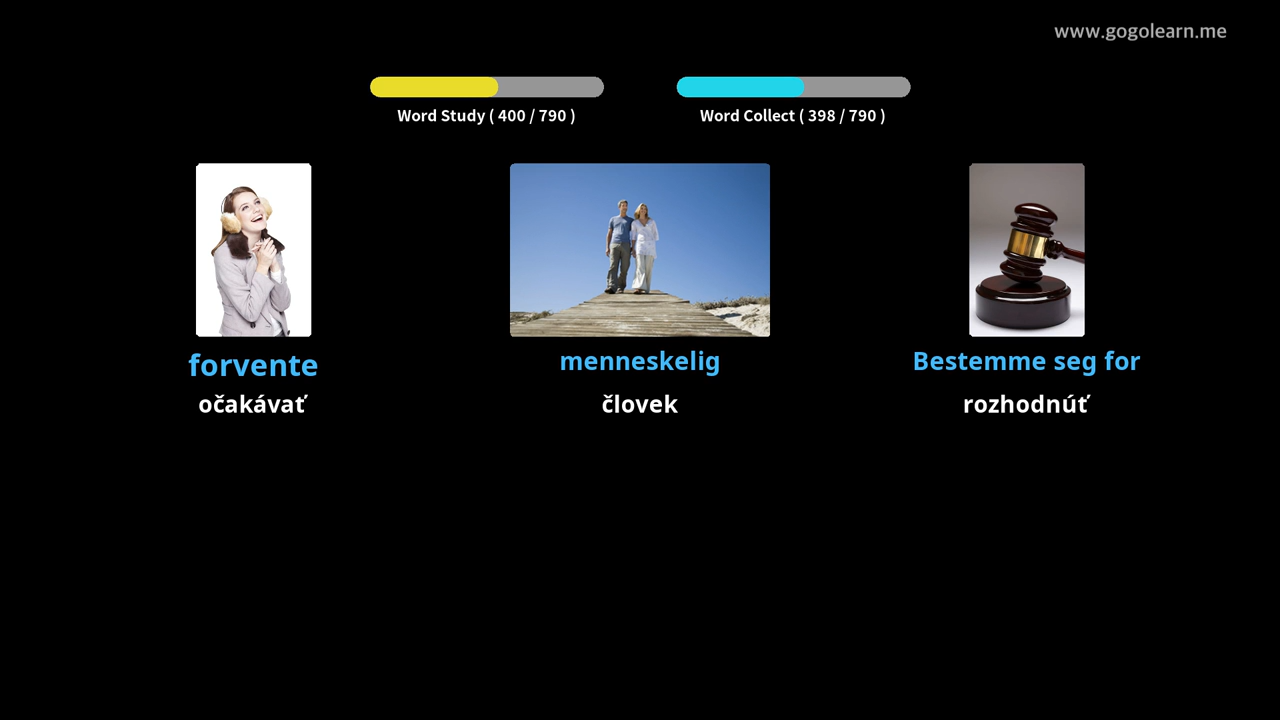 www.gogolearn.me
Word Study ( 400 / 790 )
Word Collect ( 398 / 790 )
forvente
očakávať
menneskelig
človek
Bestemme seg for
rozhodnúť